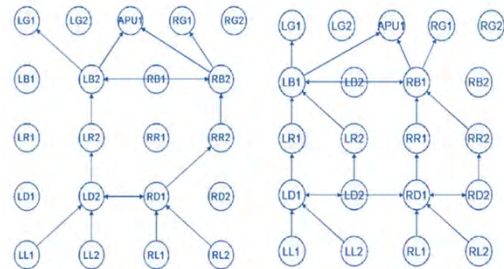 LG1 LG2 APU1 RG1 RG2
LB1 LB2 RB1 RB2
LR1 LR2 RR1 RR2
LD1 LD2 RD1 RD2
LL1 LL2 RL1 RL2
LG1 LG2 APU1 RG1 RG2
LB1 LB2 RB1 RB2
LR1 LR2 RR1 RR2
LD1 LD2 RD1 RD2
LL1 LL2 RL1 RL2